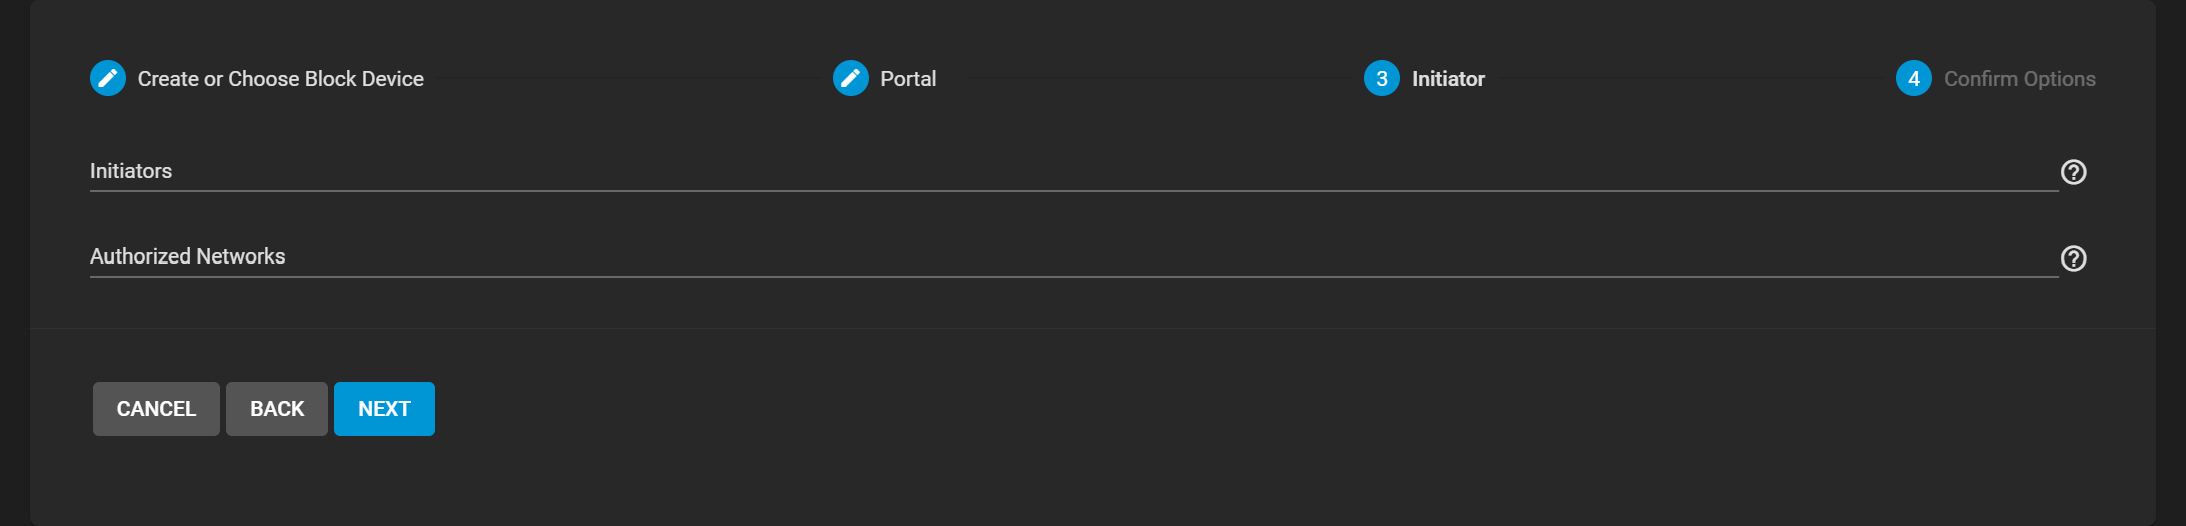 Create or Choose Block Device Portal 3 Initiator 4 Confirm Options
Initiators
Authorized Networks
CANCEL BACK NEXT